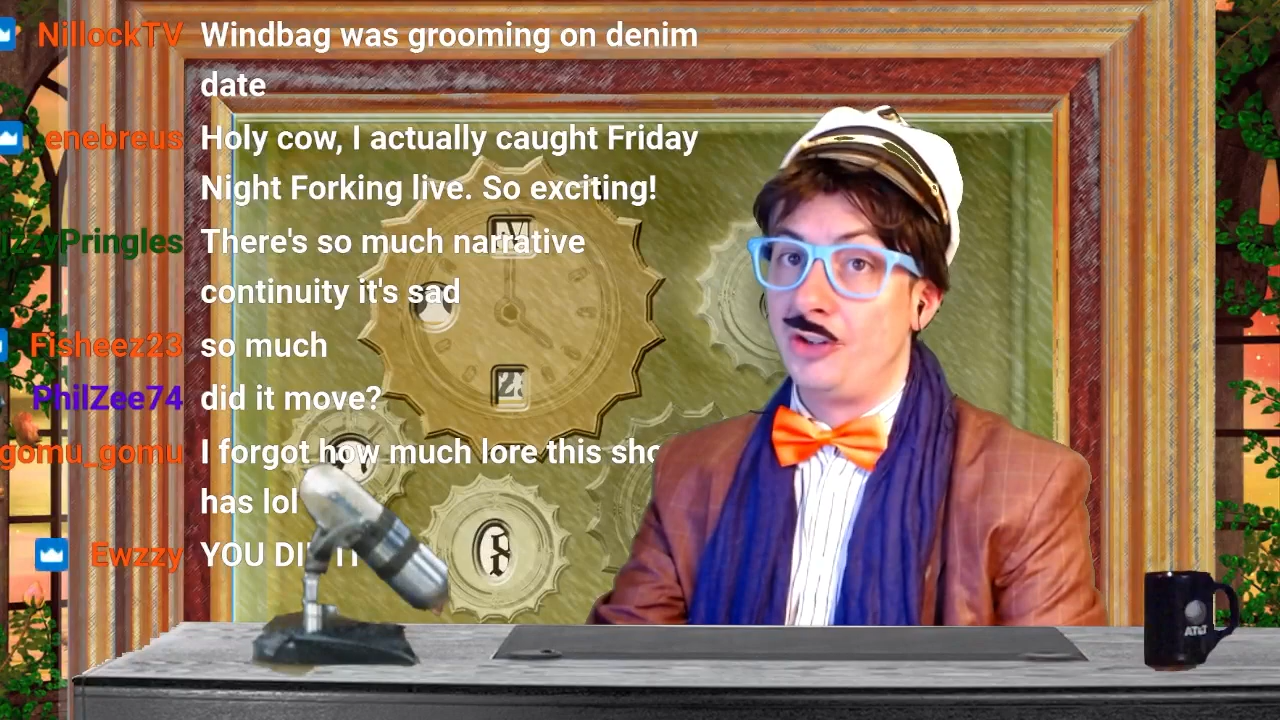 NillockTV Windbag was grooming on denim
date
enebreus Holy cow, I actually caught Friday
Night Forking live. So exciting!
izzyPringles There's so much narrative
continuity it's sad
Fisheez23 so much
PhilZee74 did it move?
gomu_gomu I forgot how much lore this sho
has lol
Ewzzy YOU DI
AT&T